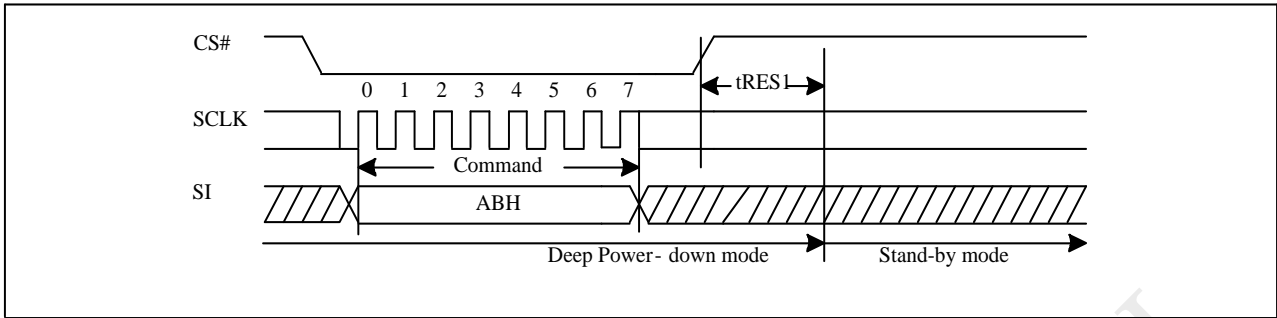 CS#
tRES1
0 1 2 3 4 5 6 7
SCLK
Command
SI
ABH
Deep Power- down mode
Stand-by mode